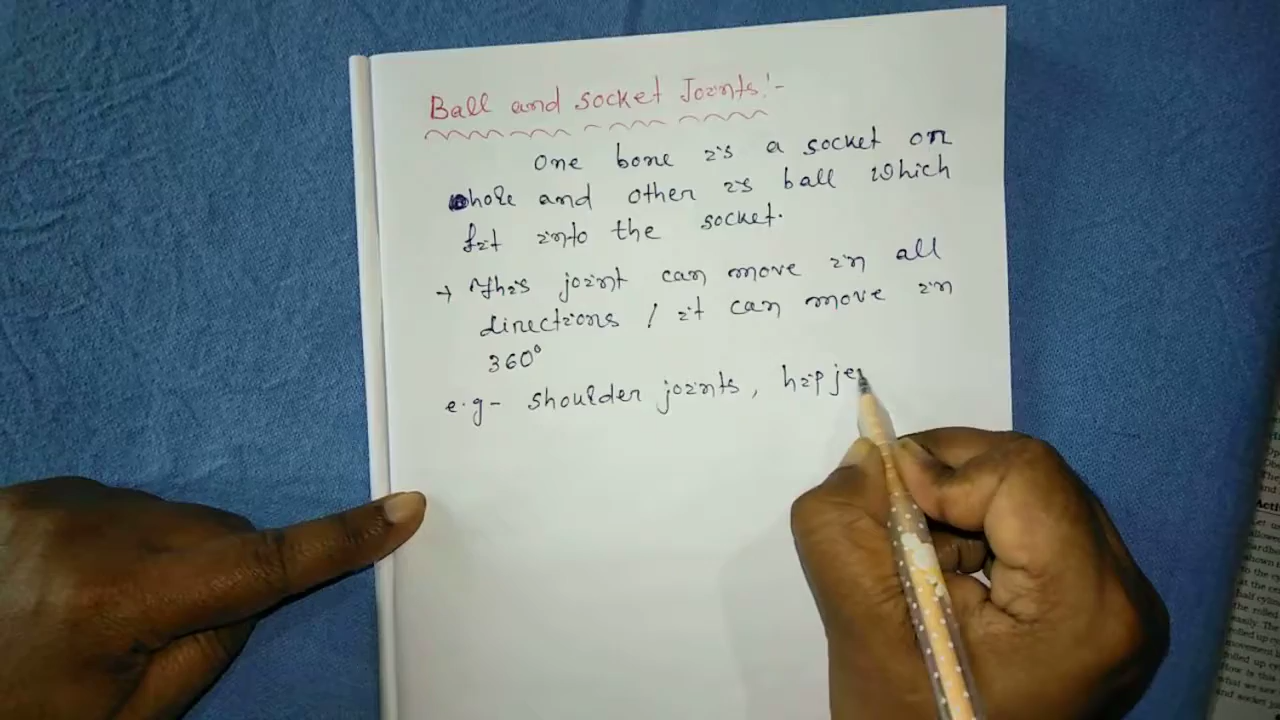 Ball and socket Joints:-
One bone is a socket or
hole and other is ball which
fit into the socket.
→ This joint can move in all
directions / it can move in
360°
e.g- shoulder joints, hip